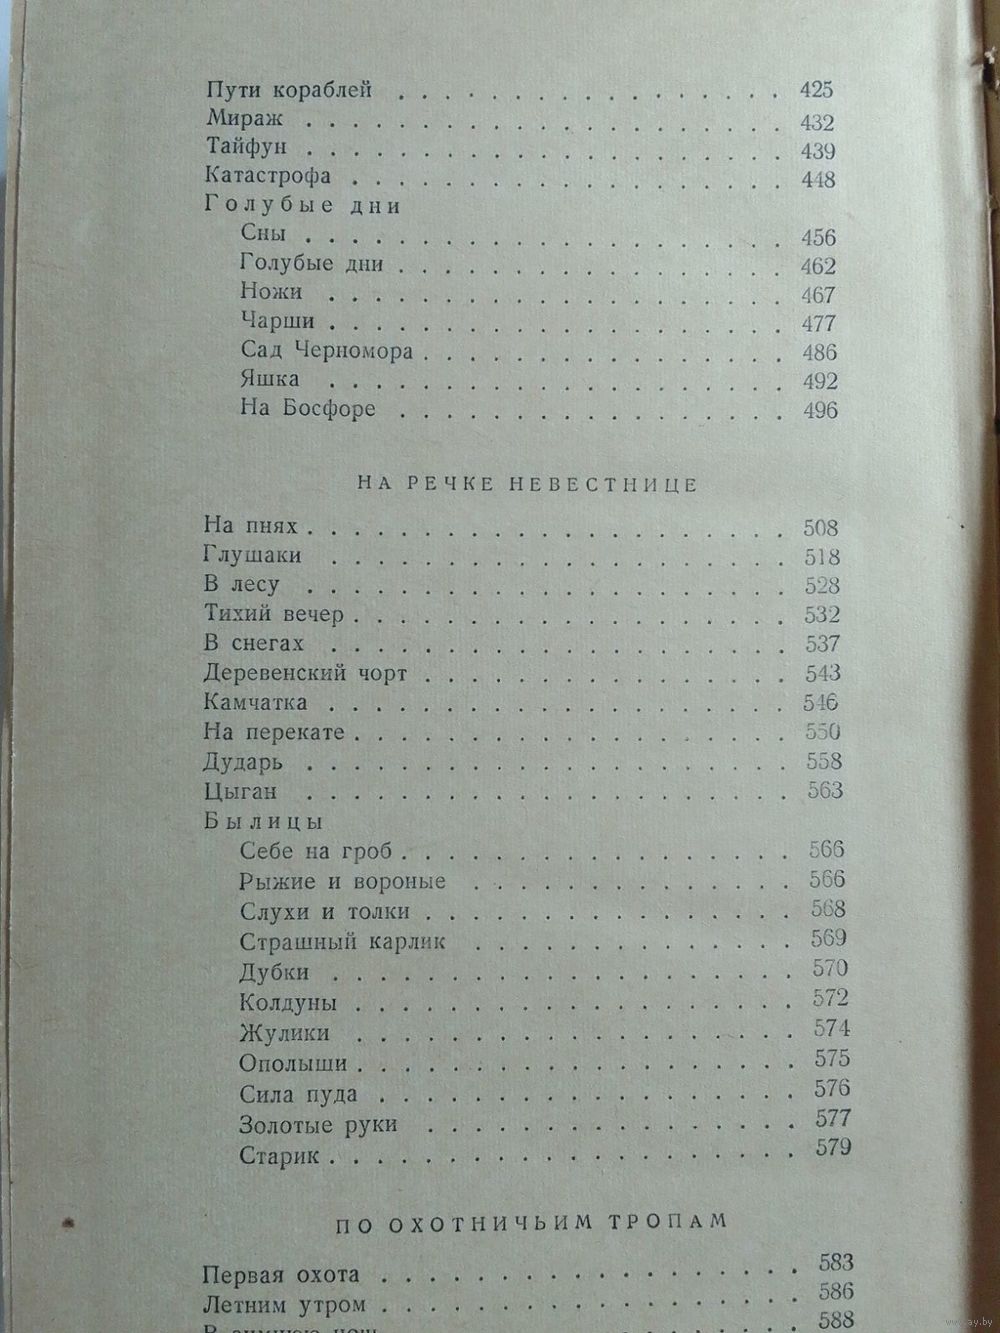 Пути кораблей . . . . . . . . . . . . . . . . . 425
Мираж . . . . . . . . . . . . . . . . . . . . . 432
Тайфун . . . . . . . . . . . . . . . . . . . . . 439
Катастрофа . . . . . . . . . . . . . . . . . . . 448
Голубые дни
Сны . . . . . . . . . . . . . . . . . . . . . 456
Голубые дни . . . . . . . . . . . . . . . . . 462
Ножи . . . . . . . . . . . . . . . . . . . . 467
Чарши . . . . . . . . . . . . . . . . . . . . 477
Сад Черномора . . . . . . . . . . . . . . . . 486
Яшка . . . . . . . . . . . . . . . . . . . . 492
На Босфоре . . . . . . . . . . . . . . . . . 496
НА РЕЧКЕ НЕВЕСТНИЦЕ
На пнях . . . . . . . . . . . . . . . . . . . . . 508
Глушаки . . . . . . . . . . . . . . . . . . . . 518
В лесу . . . . . . . . . . . . . . . . . . . . . 528
Тихий вечер . . . . . . . . . . . . . . . . . . . 532
В снегах . . . . . . . . . . . . . . . . . . . . 537
Деревенский чорт . . . . . . . . . . . . . . . . 543
Камчатка . . . . . . . . . . . . . . . . . . . . 546
На перекате . . . . . . . . . . . . . . . . . . . 550
Дударь . . . . . . . . . . . . . . . . . . . . . 558
Цыган . . . . . . . . . . . . . . . . . . . . . 563
Былицы
Себе на гроб . . . . . . . . . . . . . . . . . 566
Рыжие и вороные . . . . . . . . . . . . . . 566
Слухи и толки . . . . . . . . . . . . . . . . 568
Страшный карлик . . . . . . . . . . . . . . 569
Дубки . . . . . . . . . . . . . . . . . . . . 570
Колдуны . . . . . . . . . . . . . . . . . . . 572
Жулики . . . . . . . . . . . . . . . . . . . 574
Ополыши . . . . . . . . . . . . . . . . . . . 575
Сила пуда . . . . . . . . . . . . . . . . . . 576
Золотые руки . . . . . . . . . . . . . . . . 577
Старик . . . . . . . . . . . . . . . . . . . . 579
ПО ОХОТНИЧЬИМ ТРОПАМ
Первая охота . . . . . . . . . . . . . . . . . . 583
Летним утром . . . . . . . . . . . . . . . . . . 586
В 588